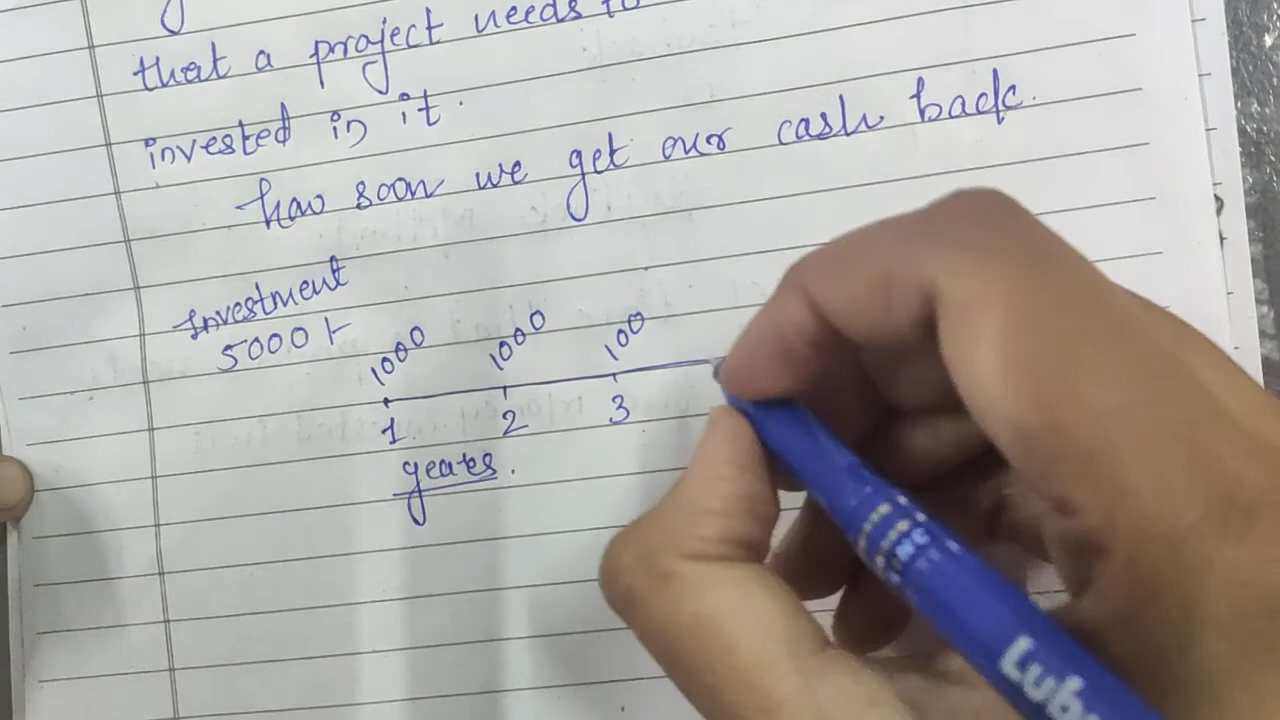 that a project needs to
invested in it.
how soon we get our cash back.
Investment
5000/-
1000 1000 100
1 2 3
years.
Lub